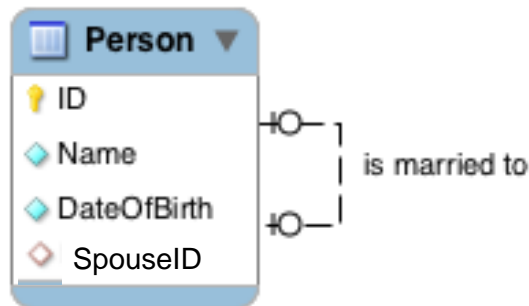 Person
ID
Name
is married to
DateOfBirth
SpouseID